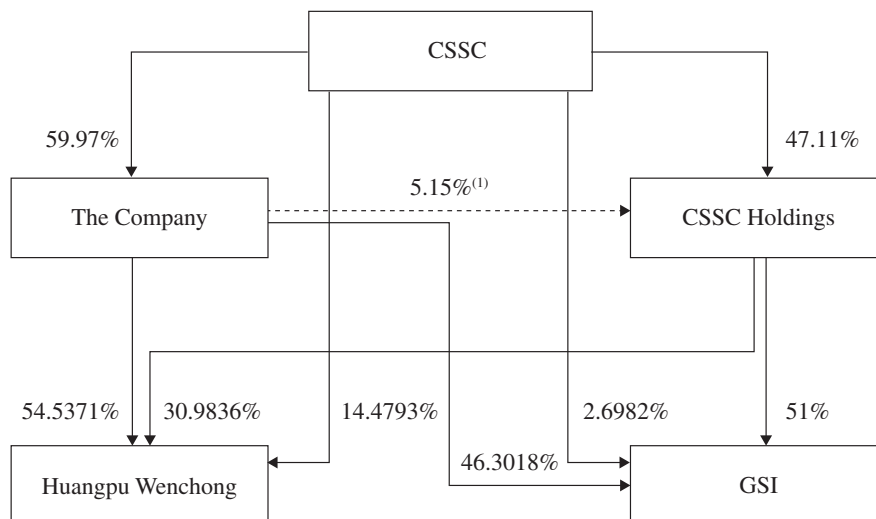 CSSC
59.97%
47.11%
5.15%(1)
The Company
CSSC Holdings
54.5371%
30.9836%
14.4793%
2.6982%
51%
46.3018%
Huangpu Wenchong
GSI